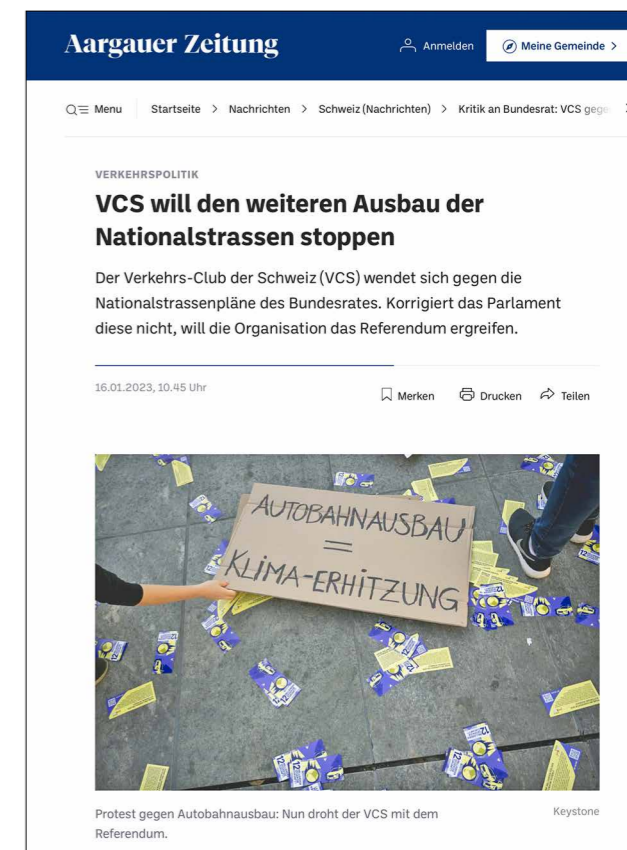 Aargauer Zeitung
Anmelden
Meine Gemeinde >
Menu Startseite > Nachrichten > Schweiz (Nachrichten) > Kritik an Bundesrat: VCS gege
VERKEHRSPOLITIK
VCS will den weiteren Ausbau der
Nationalstrassen stoppen
Der Verkehrs-Club der Schweiz (VCS) wendet sich gegen die
Nationalstrassenpläne des Bundesrates. Korrigiert das Parlament
diese nicht, will die Organisation das Referendum ergreifen.
16.01.2023, 10.45 Uhr
Merken Drucken Teilen
AUTOBAHNAUSBAU
=
KLIMA-ERHITZUNG
Protest gegen Autobahnausbau: Nun droht der VCS mit dem
Referendum.
Keystone